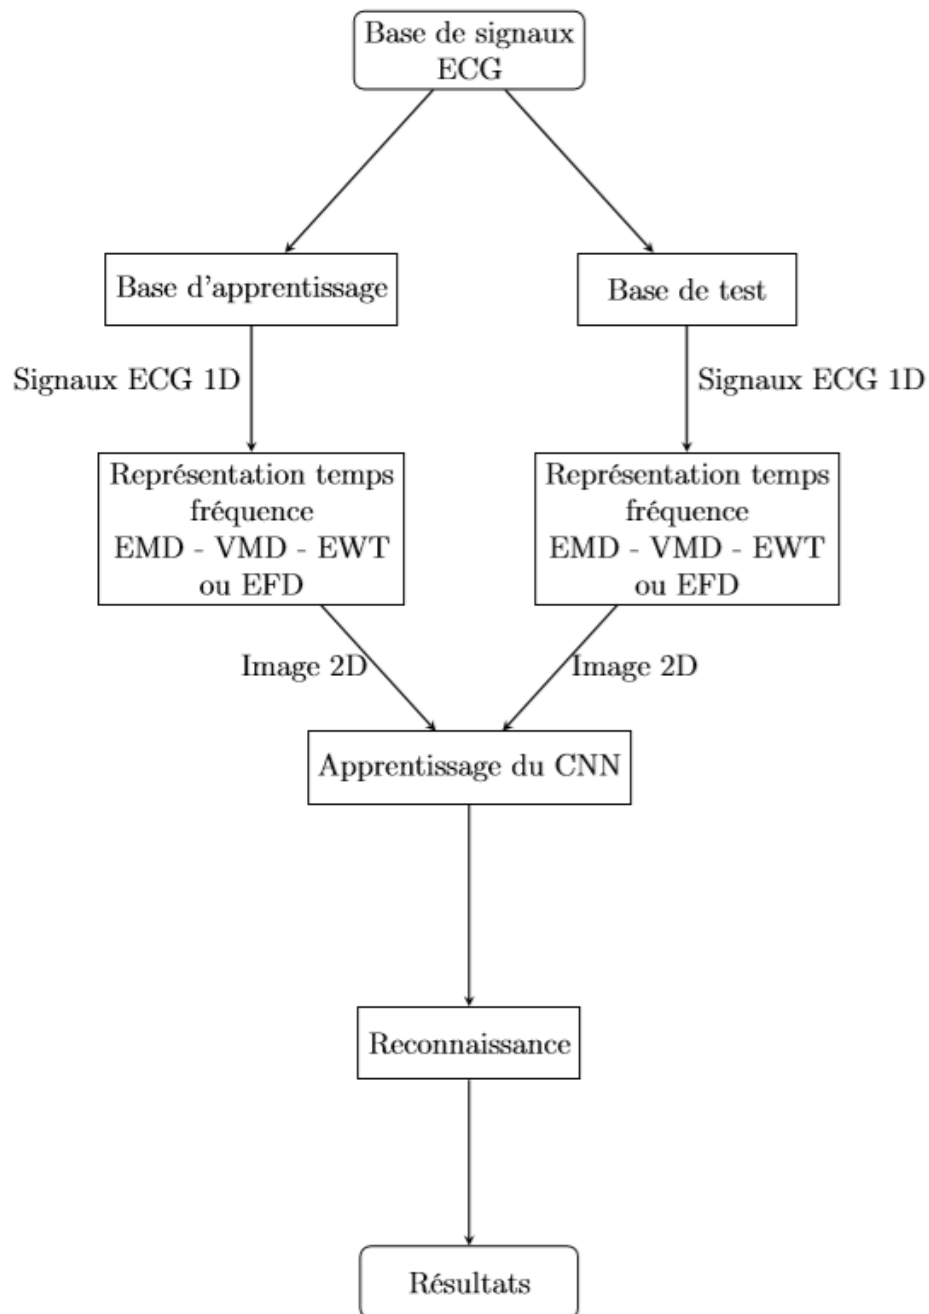 Base de signaux
ECG
Base d'apprentissage
Base de test
Signaux ECG 1D
Signaux ECG 1D
Représentation temps
fréquence
EMD - VMD - EWT
ou EFD
Représentation temps
fréquence
EMD - VMD - EWT
ou EFD
Image 2D
Image 2D
Apprentissage du CNN
Reconnaissance
Résultats